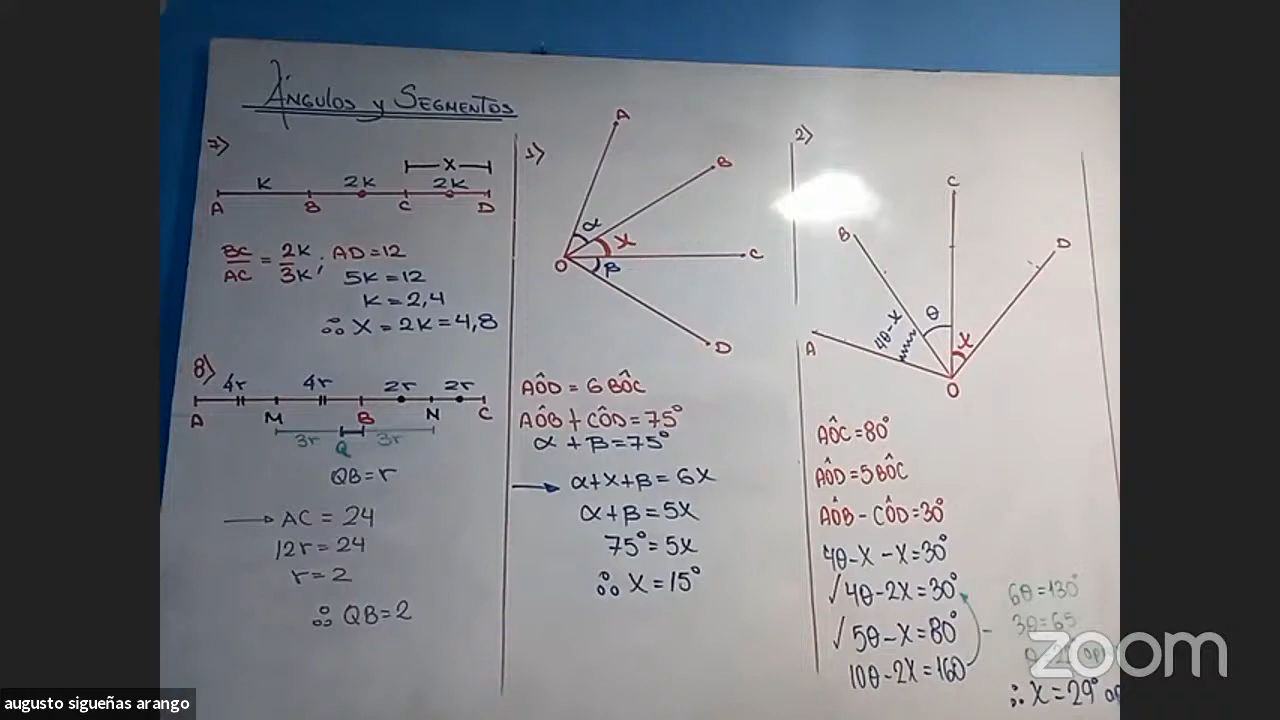 ÁNGULOS y SEGMENTOS
7)
X
K 2K 2K
A B C D
BC/AC = 2K/3K ; AD = 12
5K = 12
K = 2,4
∴ X = 2K = 4,8
8)
4r 4r 2r 2r
A M B N C
3r Q 3r
QB = r
→ AC = 24
12r = 24
r = 2
∴ QB = 2
1)
A
B
α
X
O
C
β
D
AÔD = 6 BÔC
AÔB + CÔD = 75°
α + β = 75°
→ α + X + β = 6X
α + β = 5X
75° = 5X
∴ X = 15°
2)
C
B
D
θ
4θ - X
X
A
O
AÔC = 80°
AÔD = 5BÔC
AÔB - CÔD = 30°
4θ - X - X = 30°
✓ 4θ - 2X = 30°
✓ 5θ - X = 80°
10θ - 2X = 160
6θ = 130°
3θ = 65
∴ X = 29°
zoom
augusto sigueñas arango